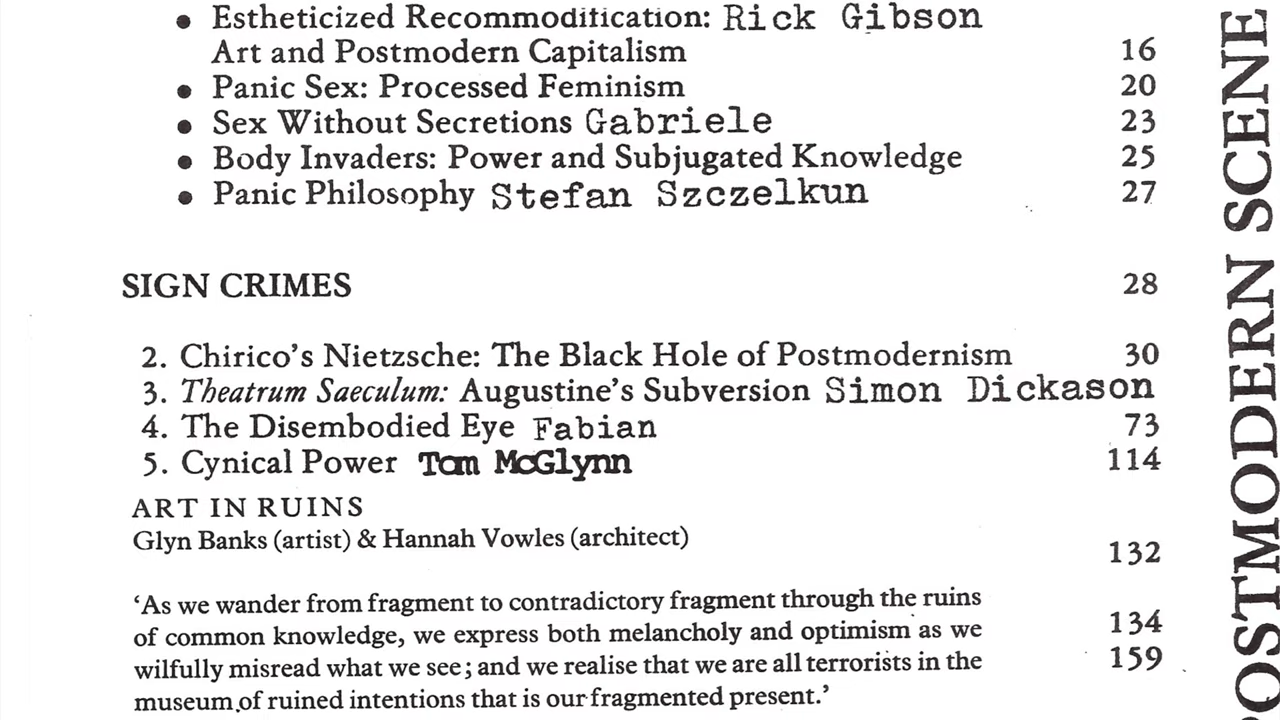 • Estheticized Recommodification: Rick Gibson
Art and Postmodern Capitalism 16
• Panic Sex: Processed Feminism 20
• Sex Without Secretions Gabriele 23
• Body Invaders: Power and Subjugated Knowledge 25
• Panic Philosophy Stefan Szczelkun 27
SIGN CRIMES 28
2. Chirico's Nietzsche: The Black Hole of Postmodernism 30
3. Theatrum Saeculum: Augustine's Subversion Simon Dickason
4. The Disembodied Eye Fabian 73
5. Cynical Power Tom McGlynn 114
ART IN RUINS
Glyn Banks (artist) & Hannah Vowles (architect)
132
'As we wander from fragment to contradictory fragment through the ruins
of common knowledge, we express both melancholy and optimism as we 134
wilfully misread what we see; and we realise that we are all terrorists in the 159
museum of ruined intentions that is our fragmented present.'
POSTMODERN SCENE